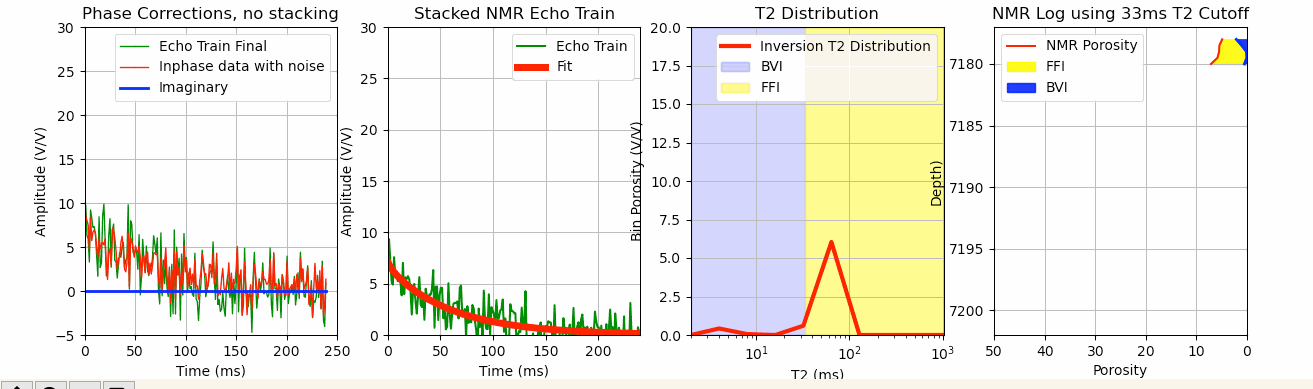 Phase Corrections, no stacking
30
25
20
15
10
5
0
−5
Amplitude (V/V)
Echo Train Final
Inphase data with noise
Imaginary
0 50 100 150 200 250
Time (ms)
Stacked NMR Echo Train
30
25
20
15
10
5
0
Amplitude (V/V)
Echo Train
Fit
0 50 100 150 200
Time (ms)
T2 Distribution
20.0
17.5
15.0
12.5
10.0
7.5
5.0
2.5
0.0
Bin Porosity (V/V)
Inversion T2 Distribution
BVI
FFI
10¹ 10² 10³
T2 (ms)
NMR Log using 33ms T2 Cutoff
7180
7185
7190
7195
7200
Depth)
NMR Porosity
FFI
BVI
50 40 30 20 10 0
Porosity